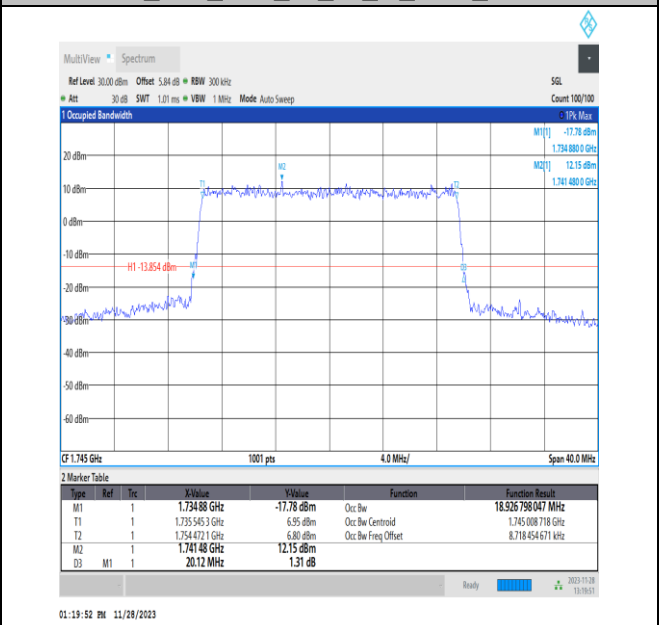 MultiView Spectrum
Ref Level 30.00 dBm Offset 5.84 dB RBW 300 kHz SGL
Att 30 dB SWT 1.01 ms VBW 1 MHz Mode Auto Sweep Count 100/100
1 Occupied Bandwidth 1Pk Max
M1[1] -17.78 dBm
1.734 880 0 GHz
M2[1] 12.15 dBm
1.741 480 0 GHz
20 dBm
M2
T1
T2
10 dBm
0 dBm
-10 dBm
H1 -13.854 dBm
M1
D3
-20 dBm
-30 dBm
-40 dBm
-50 dBm
-60 dBm
CF 1.745 GHz 1001 pts 4.0 MHz/ Span 40.0 MHz
2 Marker Table
Type Ref Trc X-Value Y-Value Function Function Result
M1 1 1.734 88 GHz -17.78 dBm Occ Bw 18.926 798 047 MHz
T1 1 1.735 545 3 GHz 6.95 dBm Occ Bw Centroid 1.745 008 718 GHz
T2 1 1.754 472 1 GHz 6.80 dBm Occ Bw Freq Offset 8.718 454 671 kHz
M2 1 1.741 48 GHz 12.15 dBm
D3 M1 1 20.12 MHz 1.31 dB
Ready 2023-11-28
13:19:51
01:19:52 PM 11/28/2023